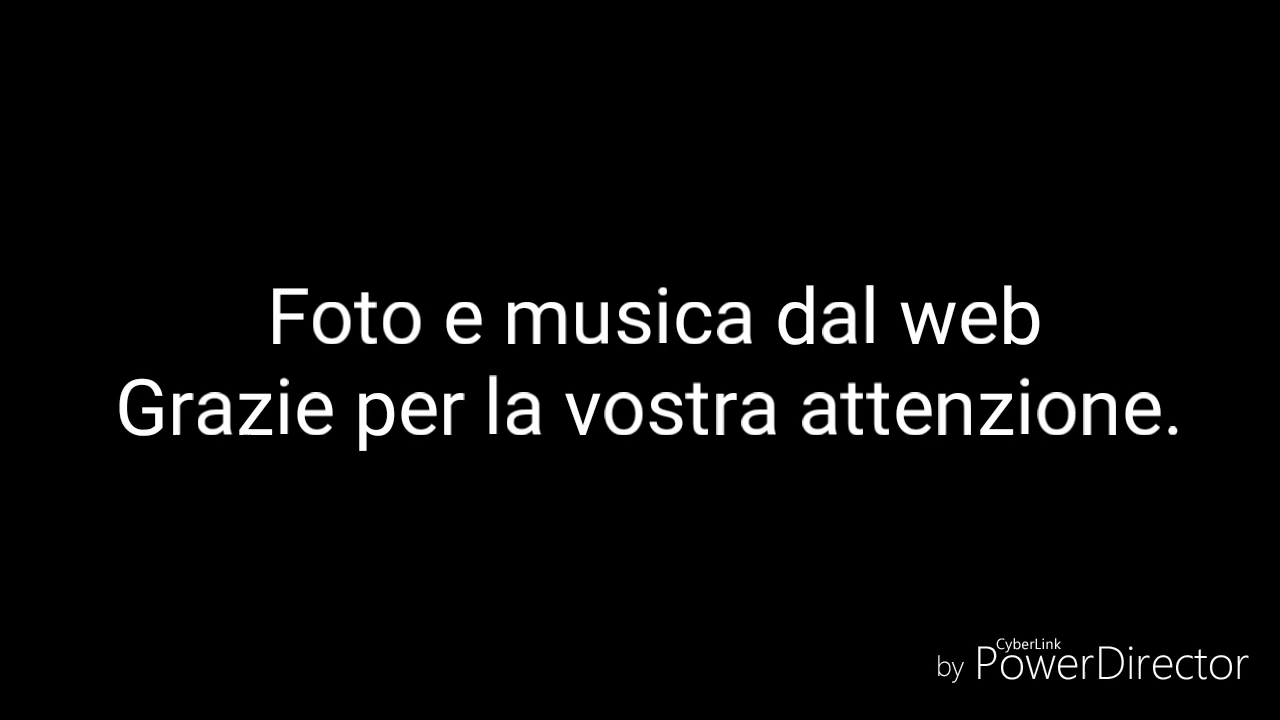 Foto e musica dal web
Grazie per la vostra attenzione.
CyberLink
by PowerDirector